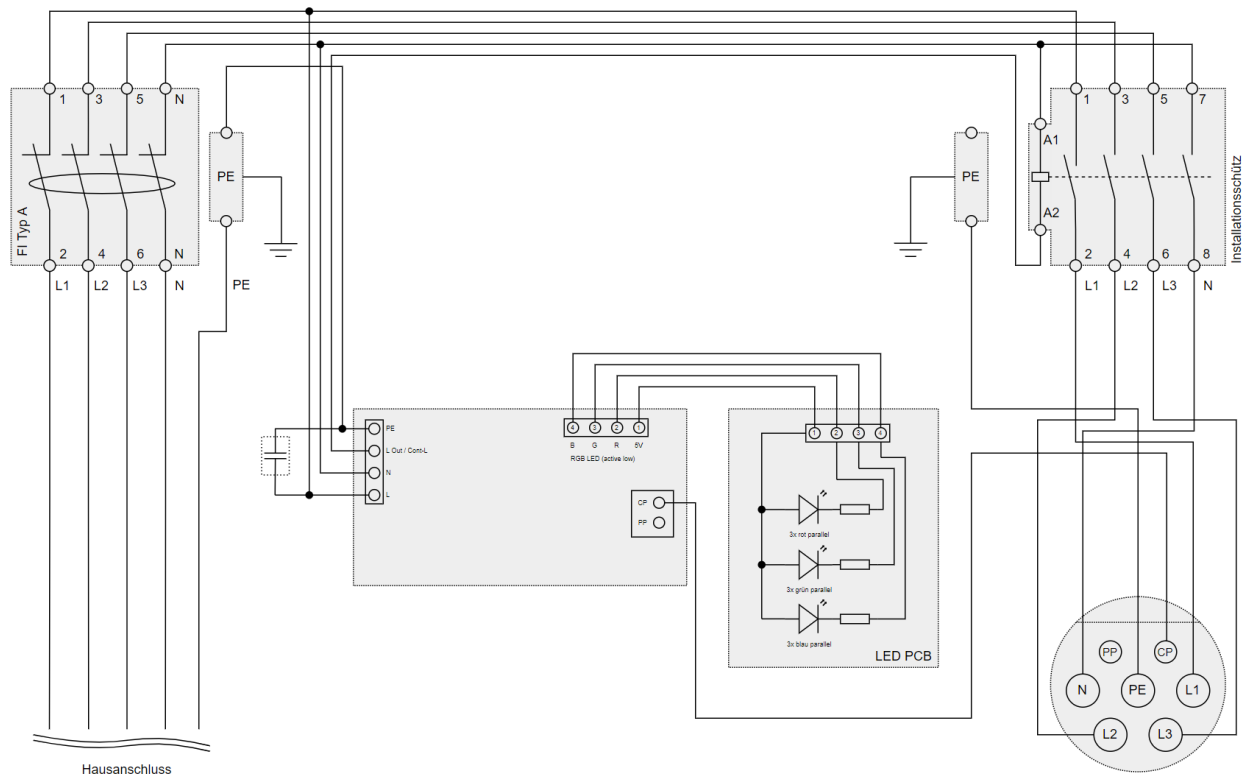 1 3 5 N
FI Typ A
2 4 6 N
L1 L2 L3 N
PE
PE
PE
A1
A2
1 3 5 7
2 4 6 8
L1 L2 L3 N
Installationsschütz
PE
L Out / Cont-L
N
L
4 3 2 1
B G R 5V
RGB LED (active low)
CP
PP
1 2 3 4
3x rot parallel
3x grün parallel
3x blau parallel
LED PCB
PP CP
N PE L1
L2 L3
Hausanschluss